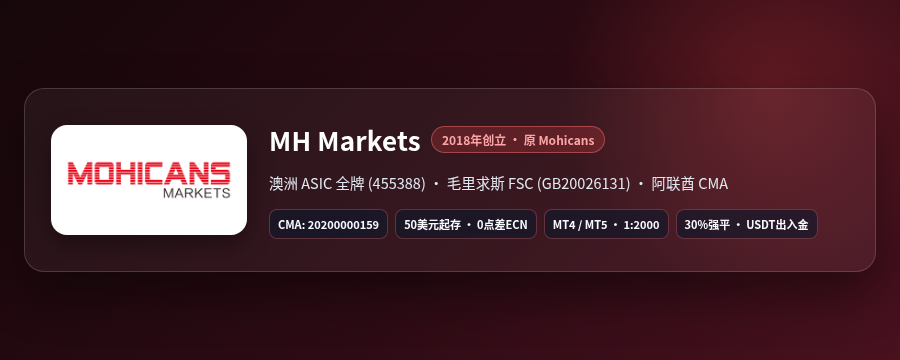 MOHICANS
MARKETS
MH Markets
2018年创立 · 原 Mohicans
澳洲 ASIC 全牌 (455388) · 毛里求斯 FSC (GB20026131) · 阿联酋 CMA
CMA: 20200000159
50美元起存 · 0点差ECN
MT4 / MT5 · 1:2000
30%强平 · USDT出入金